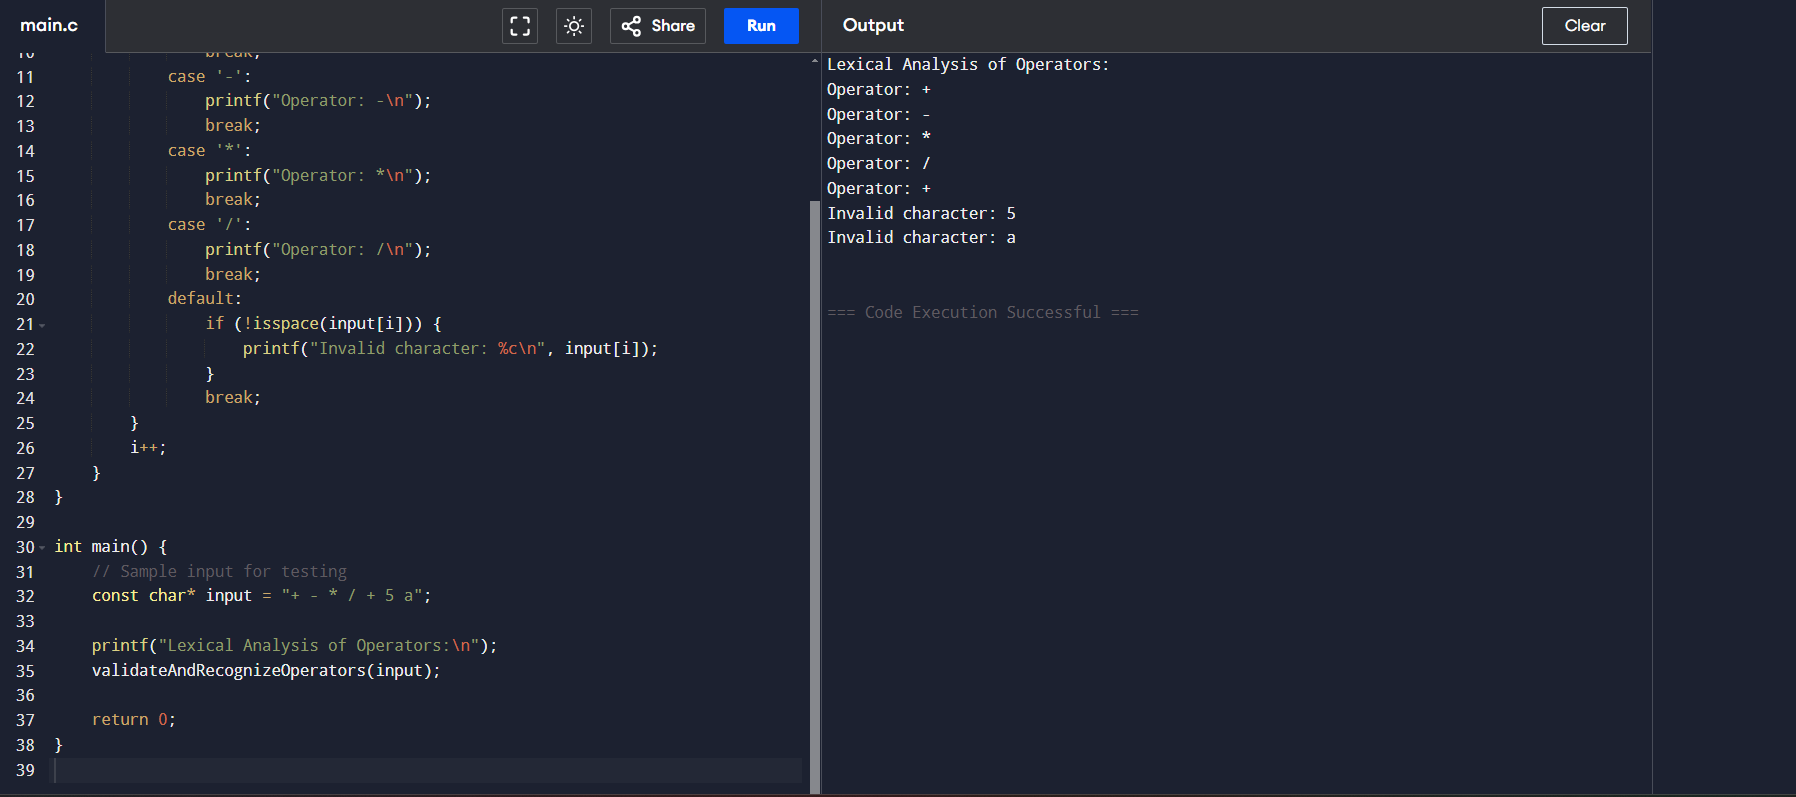 main.c
Share
Run
Output
Clear
10 break;
11 case '-':
12 printf("Operator: -\n");
13 break;
14 case '*':
15 printf("Operator: *\n");
16 break;
17 case '/':
18 printf("Operator: /\n");
19 break;
20 default:
21 if (!isspace(input[i])) {
22 printf("Invalid character: %c\n", input[i]);
23 }
24 break;
25 }
26 i++;
27 }
28 }
29
30 int main() {
31 // Sample input for testing
32 const char* input = "+ - * / + 5 a";
33
34 printf("Lexical Analysis of Operators:\n");
35 validateAndRecognizeOperators(input);
36
37 return 0;
38 }
39
Lexical Analysis of Operators:
Operator: +
Operator: -
Operator: *
Operator: /
Operator: +
Invalid character: 5
Invalid character: a
=== Code Execution Successful ===